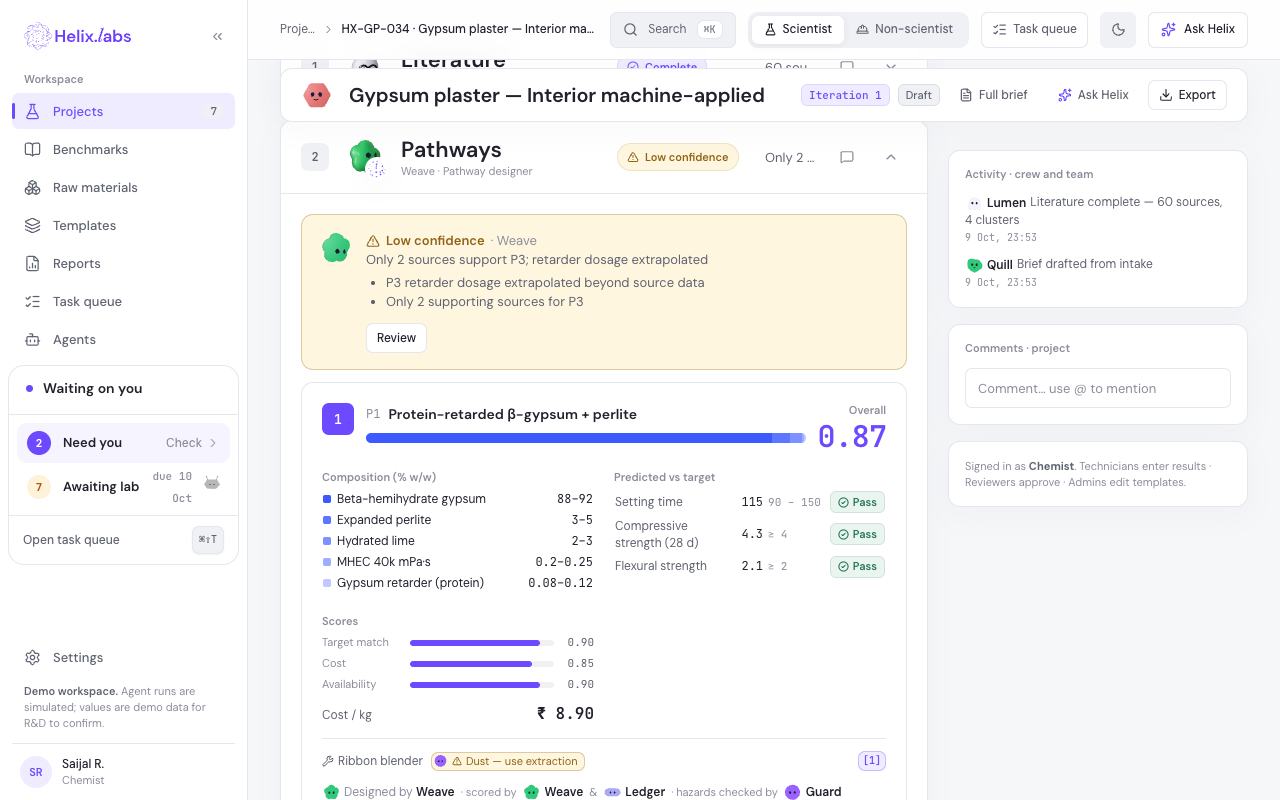 Helix.labs
Workspace
Projects 7
Benchmarks
Raw materials
Templates
Reports
Task queue
Agents
Waiting on you
2 Need you Check
7 Awaiting lab due 10 Oct
Open task queue ⌘⇧T
Settings
Demo workspace. Agent runs are
simulated; values are demo data for
R&D to confirm.
SR Saijal R.
Chemist
Proje… HX-GP-034 · Gypsum plaster — Interior ma…
Search ⌘K
Scientist Non-scientist
Task queue
Ask Helix
1 Literature Complete 60 sou…
Gypsum plaster — Interior machine-applied
Iteration 1 Draft Full brief Ask Helix Export
2 Pathways Low confidence Only 2 …
Weave · Pathway designer
Low confidence · Weave
Only 2 sources support P3; retarder dosage extrapolated
• P3 retarder dosage extrapolated beyond source data
• Only 2 supporting sources for P3
Review
1 P1 Protein-retarded β-gypsum + perlite
Overall
0.87
Composition (% w/w)
Beta-hemihydrate gypsum 88–92
Expanded perlite 3–5
Hydrated lime 2–3
MHEC 40k mPa·s 0.2–0.25
Gypsum retarder (protein) 0.08–0.12
Predicted vs target
Setting time 115 90 – 150 Pass
Compressive
strength (28 d) 4.3 ≥ 4 Pass
Flexural strength 2.1 ≥ 2 Pass
Scores
Target match 0.90
Cost 0.85
Availability 0.90
Cost / kg ₹ 8.90
Ribbon blender Dust — use extraction [1]
Designed by Weave · scored by Weave & Ledger · hazards checked by Guard
Activity · crew and team
Lumen Literature complete — 60 sources,
4 clusters
9 Oct, 23:53
Quill Brief drafted from intake
9 Oct, 23:53
Comments · project
Comment… use @ to mention
Signed in as Chemist. Technicians enter results ·
Reviewers approve · Admins edit templates.